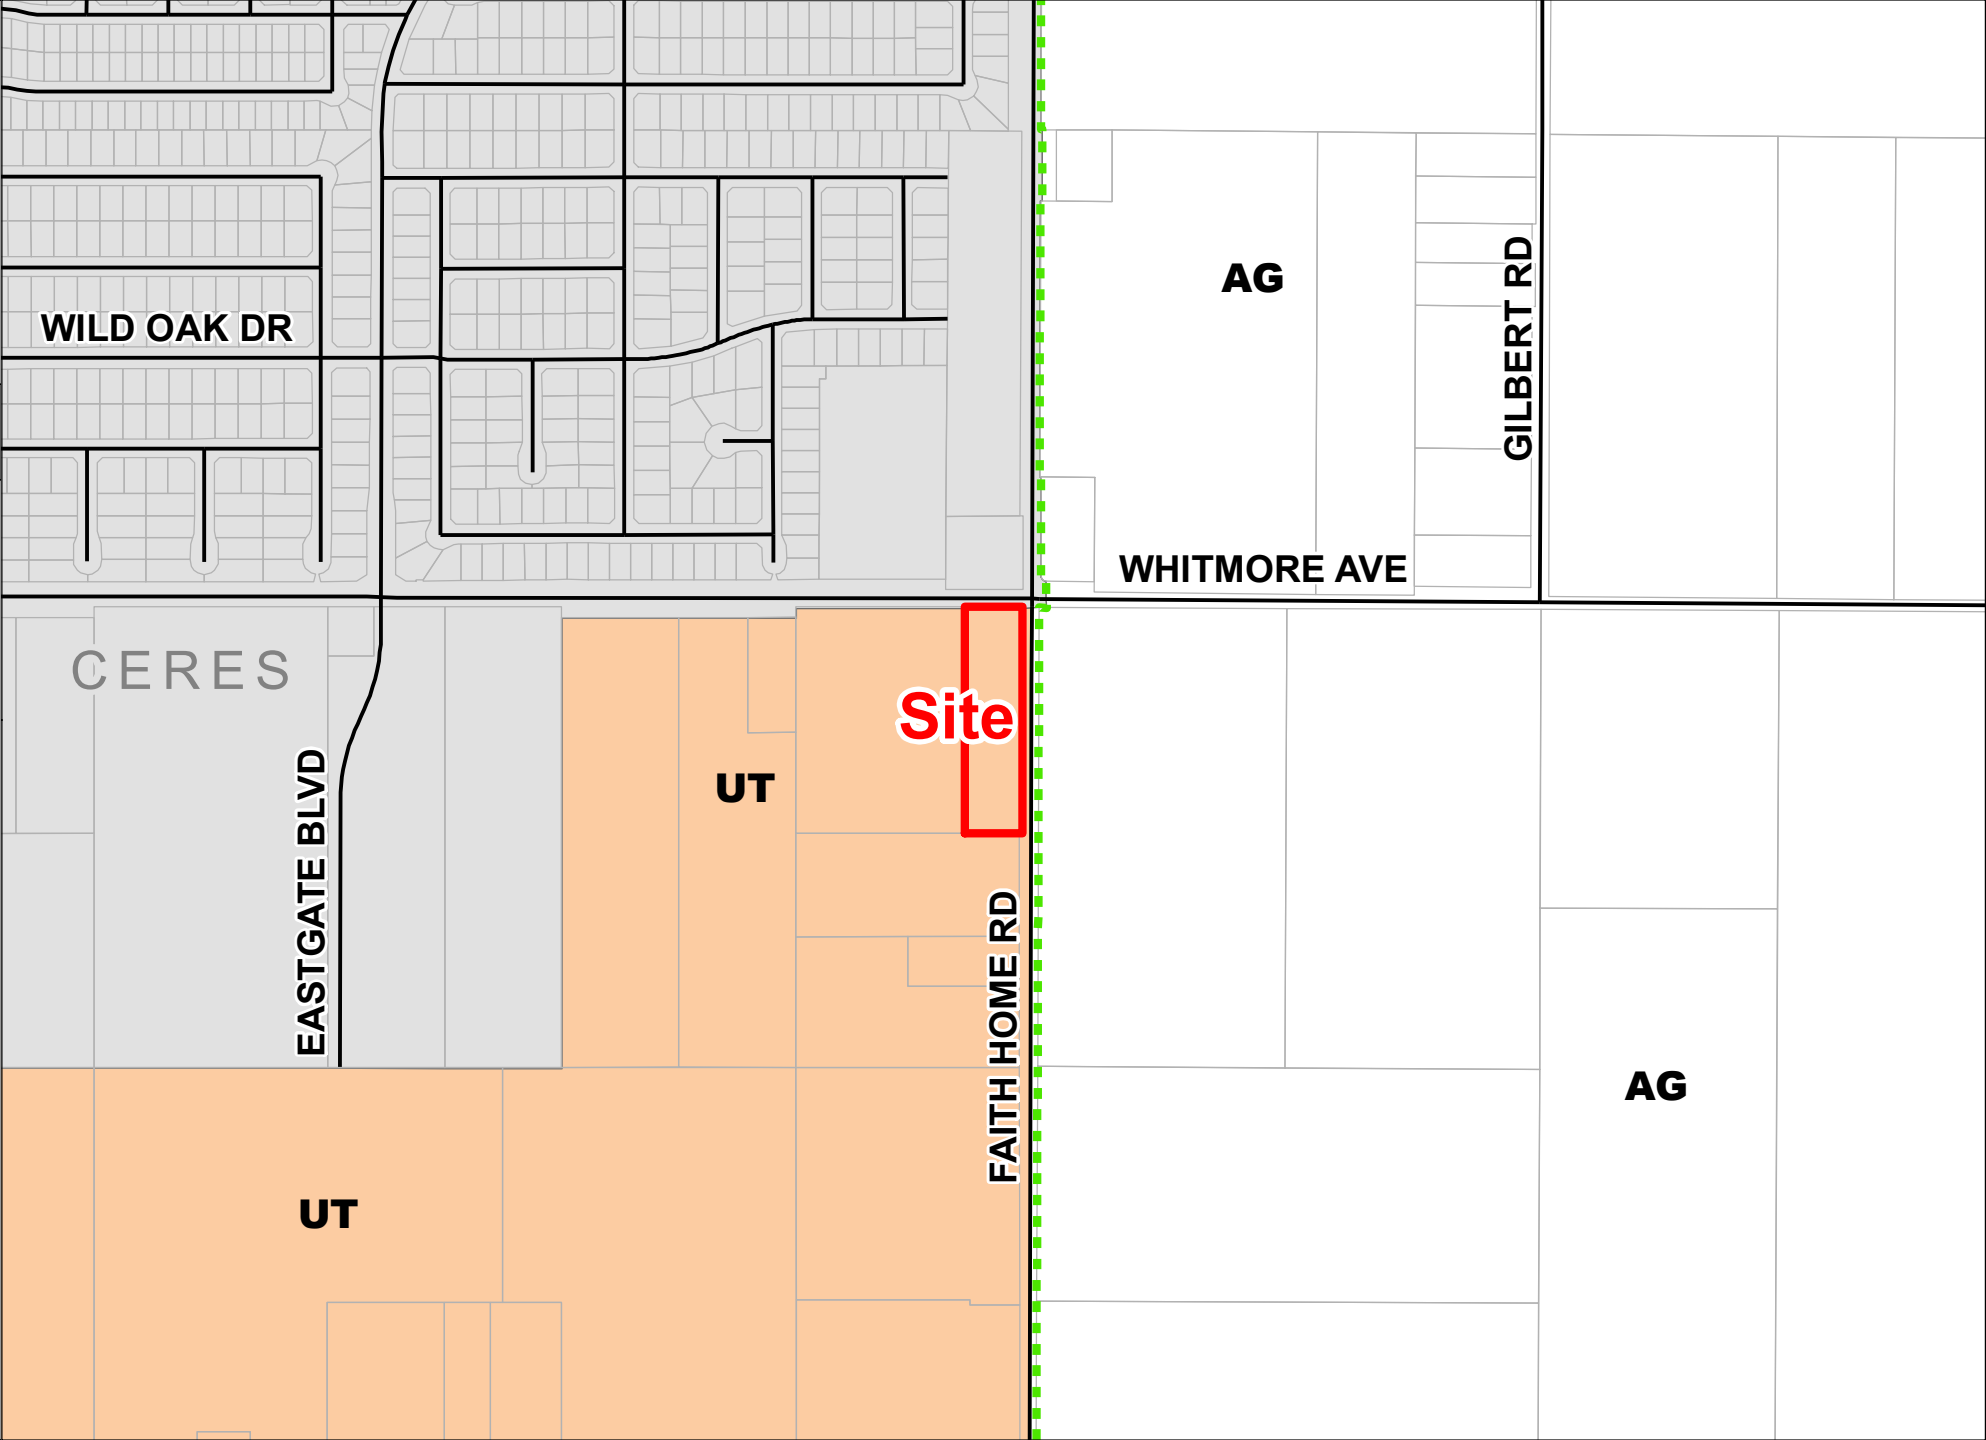 AG
GILBERT RD
WILD OAK DR
WHITMORE AVE
CERES
Site
UT
EASTGATE BLVD
FAITH HOME RD
AG
UT